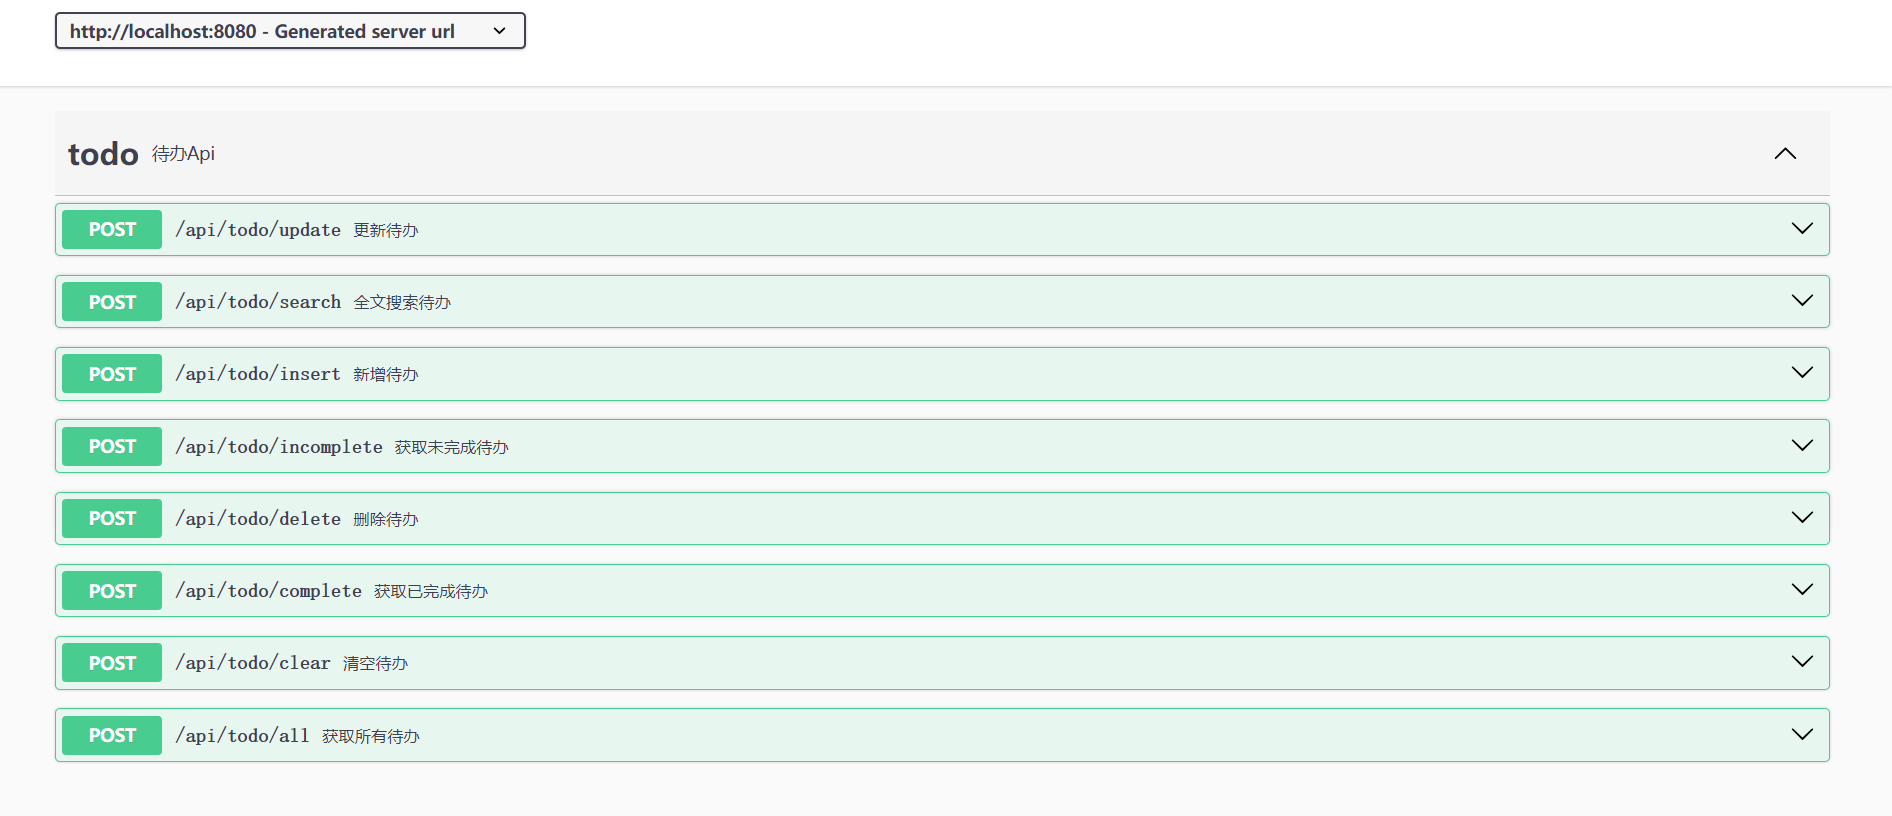 http://localhost:8080 - Generated server url
todo 待办Api
POST /api/todo/update 更新待办
POST /api/todo/search 全文搜索待办
POST /api/todo/insert 新增待办
POST /api/todo/incomplete 获取未完成待办
POST /api/todo/delete 删除待办
POST /api/todo/complete 获取已完成待办
POST /api/todo/clear 清空待办
POST /api/todo/all 获取所有待办